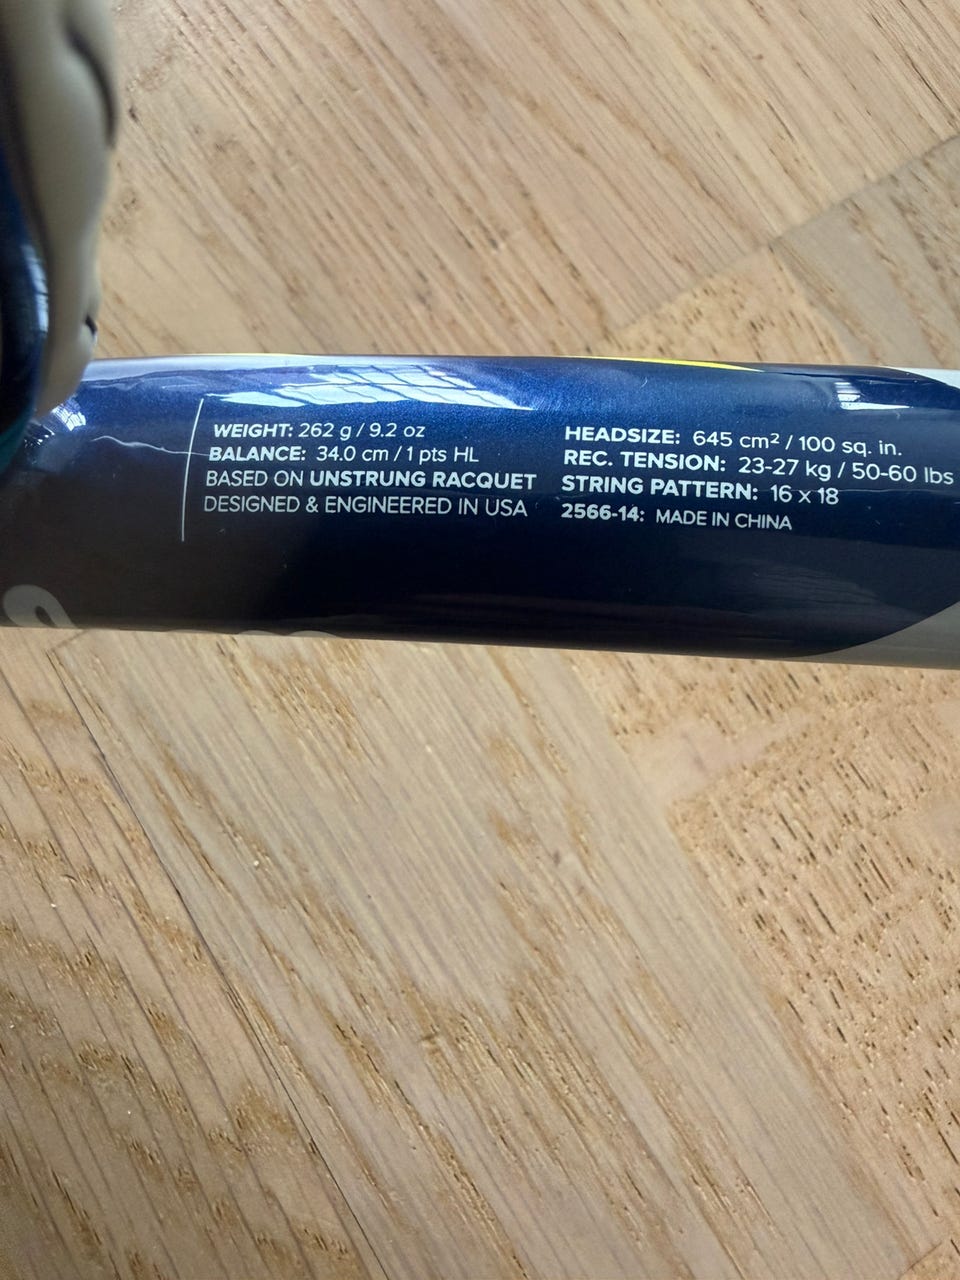 WEIGHT: 262 g / 9.2 oz
BALANCE: 34.0 cm / 1 pts HL
BASED ON UNSTRUNG RACQUET
DESIGNED & ENGINEERED IN USA
HEADSIZE: 645 cm² / 100 sq. in.
REC. TENSION: 23-27 kg / 50-60 lbs
STRING PATTERN: 16 x 18
2566-14: MADE IN CHINA